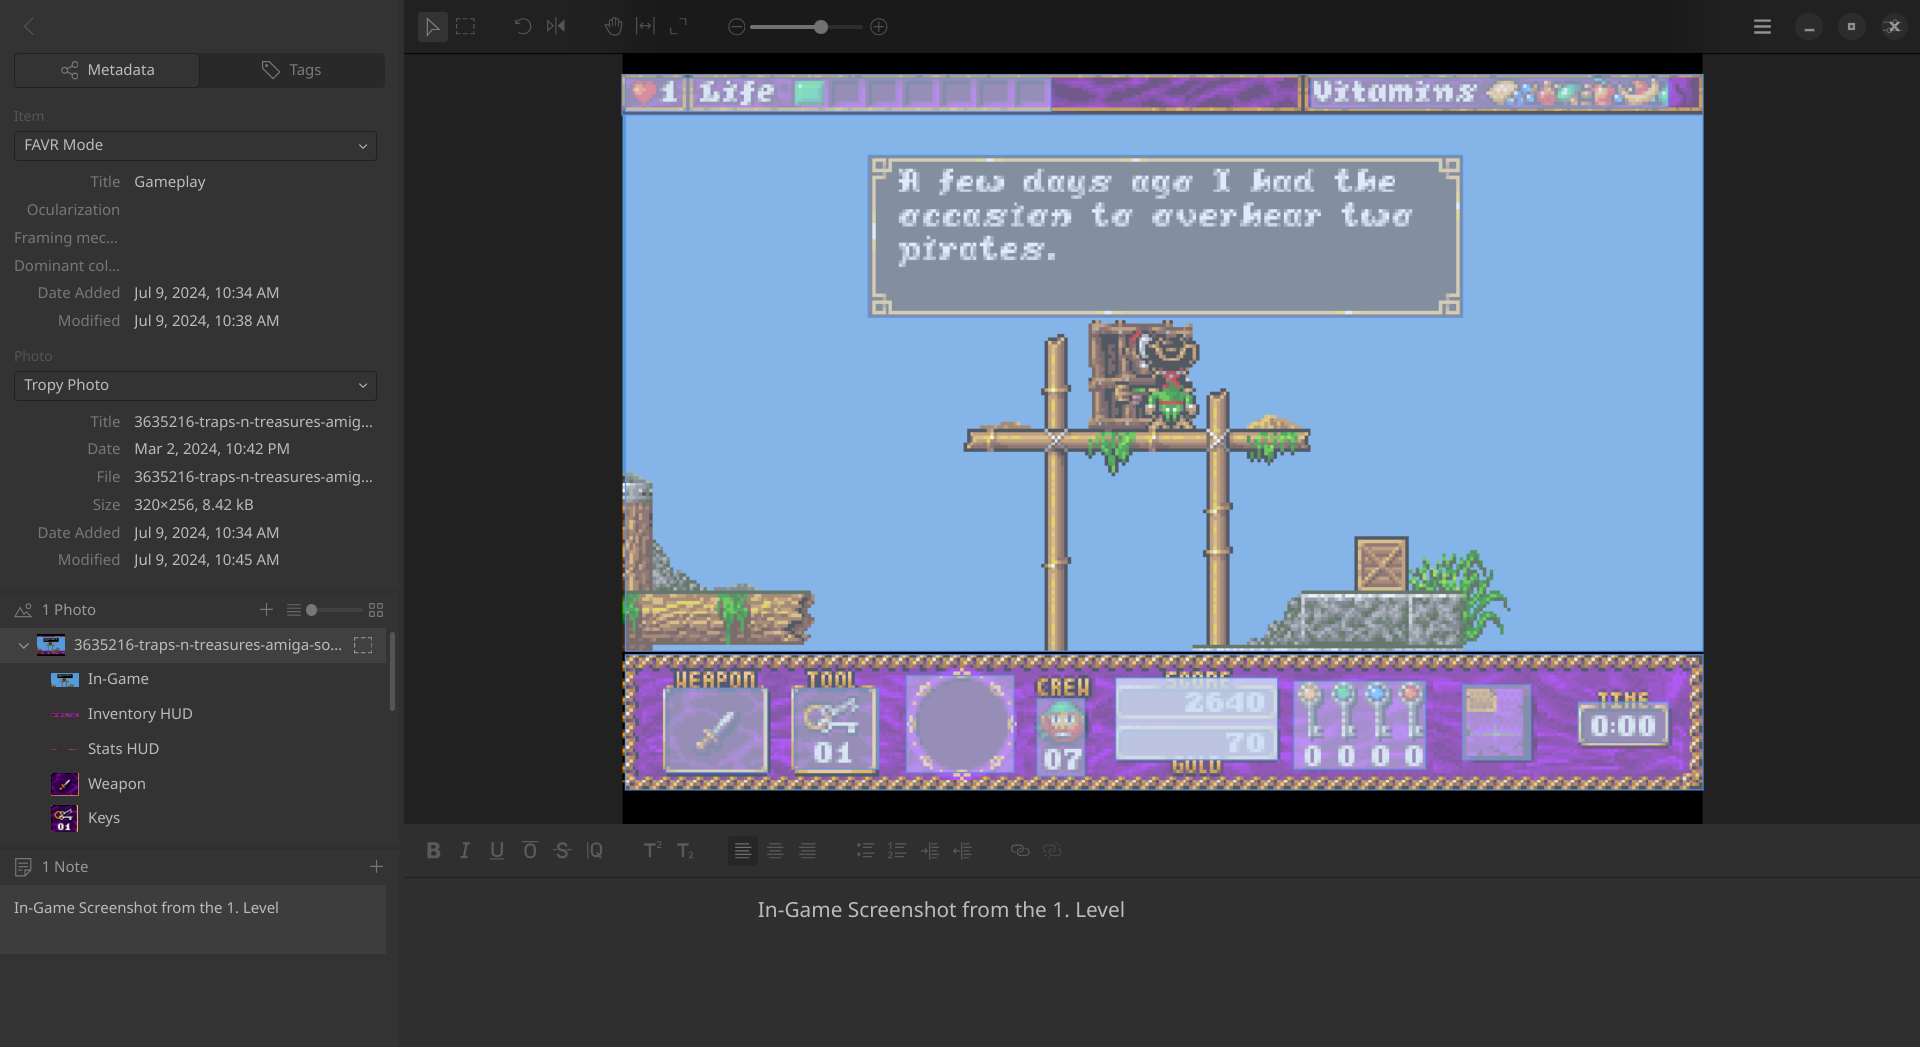 Metadata
Tags
Item
FAVR Mode
Title Gameplay
Ocularization
Framing mec...
Dominant col...
Date Added Jul 9, 2024, 10:34 AM
Modified Jul 9, 2024, 10:38 AM
Photo
Tropy Photo
Title 3635216-traps-n-treasures-amig...
Date Mar 2, 2024, 10:42 PM
File 3635216-traps-n-treasures-amig...
Size 320×256, 8.42 kB
Date Added Jul 9, 2024, 10:34 AM
Modified Jul 9, 2024, 10:45 AM
1 Photo
3635216-traps-n-treasures-amiga-so...
In-Game
Inventory HUD
Stats HUD
Weapon
Keys
1 Note
In-Game Screenshot from the 1. Level
1 Life Vitamins
A few days ago I had the
occasion to overhear two
pirates.
WEAPON TOOL CREW SCORE TIME
2640
01 07 70 0 0 0 0 0:00
GOLD
B I U O S Q T² T₂
In-Game Screenshot from the 1. Level